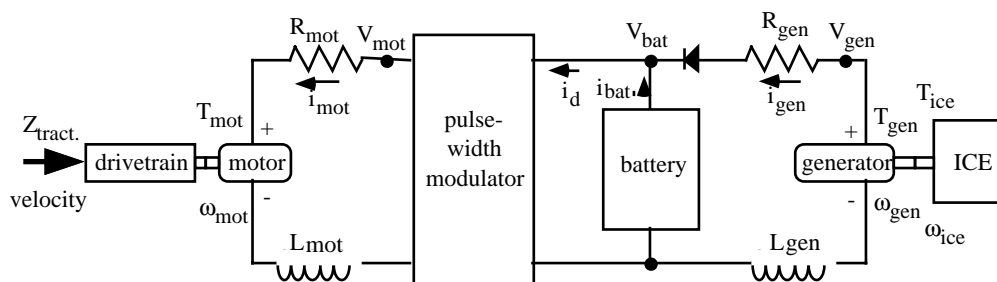 R_mot
V_mot
V_bat
R_gen
V_gen
i_mot
i_d
i_bat.
i_gen
T_mot
T_gen
T_ice
Z_tract.
+
+
drivetrain
motor
pulse-
width
modulator
battery
generator
ICE
velocity
ω_mot
-
-
ω_gen
ω_ice
L_mot
L_gen